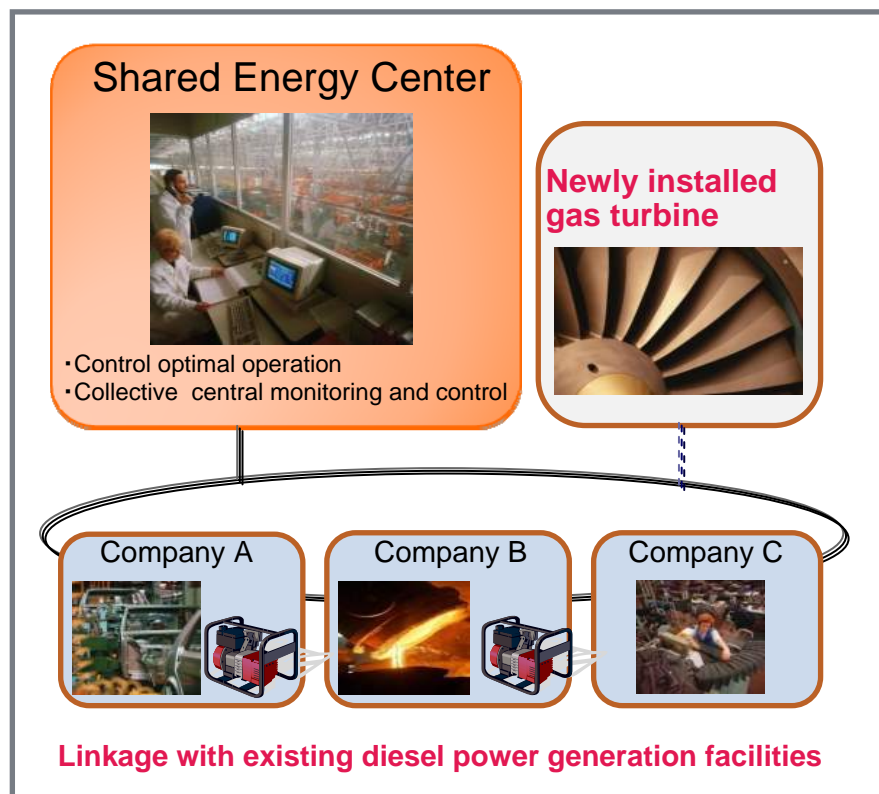 Shared Energy Center
・Control optimal operation
・Collective central monitoring and control
Newly installed
gas turbine
Company A
Company B
Company C
Linkage with existing diesel power generation facilities